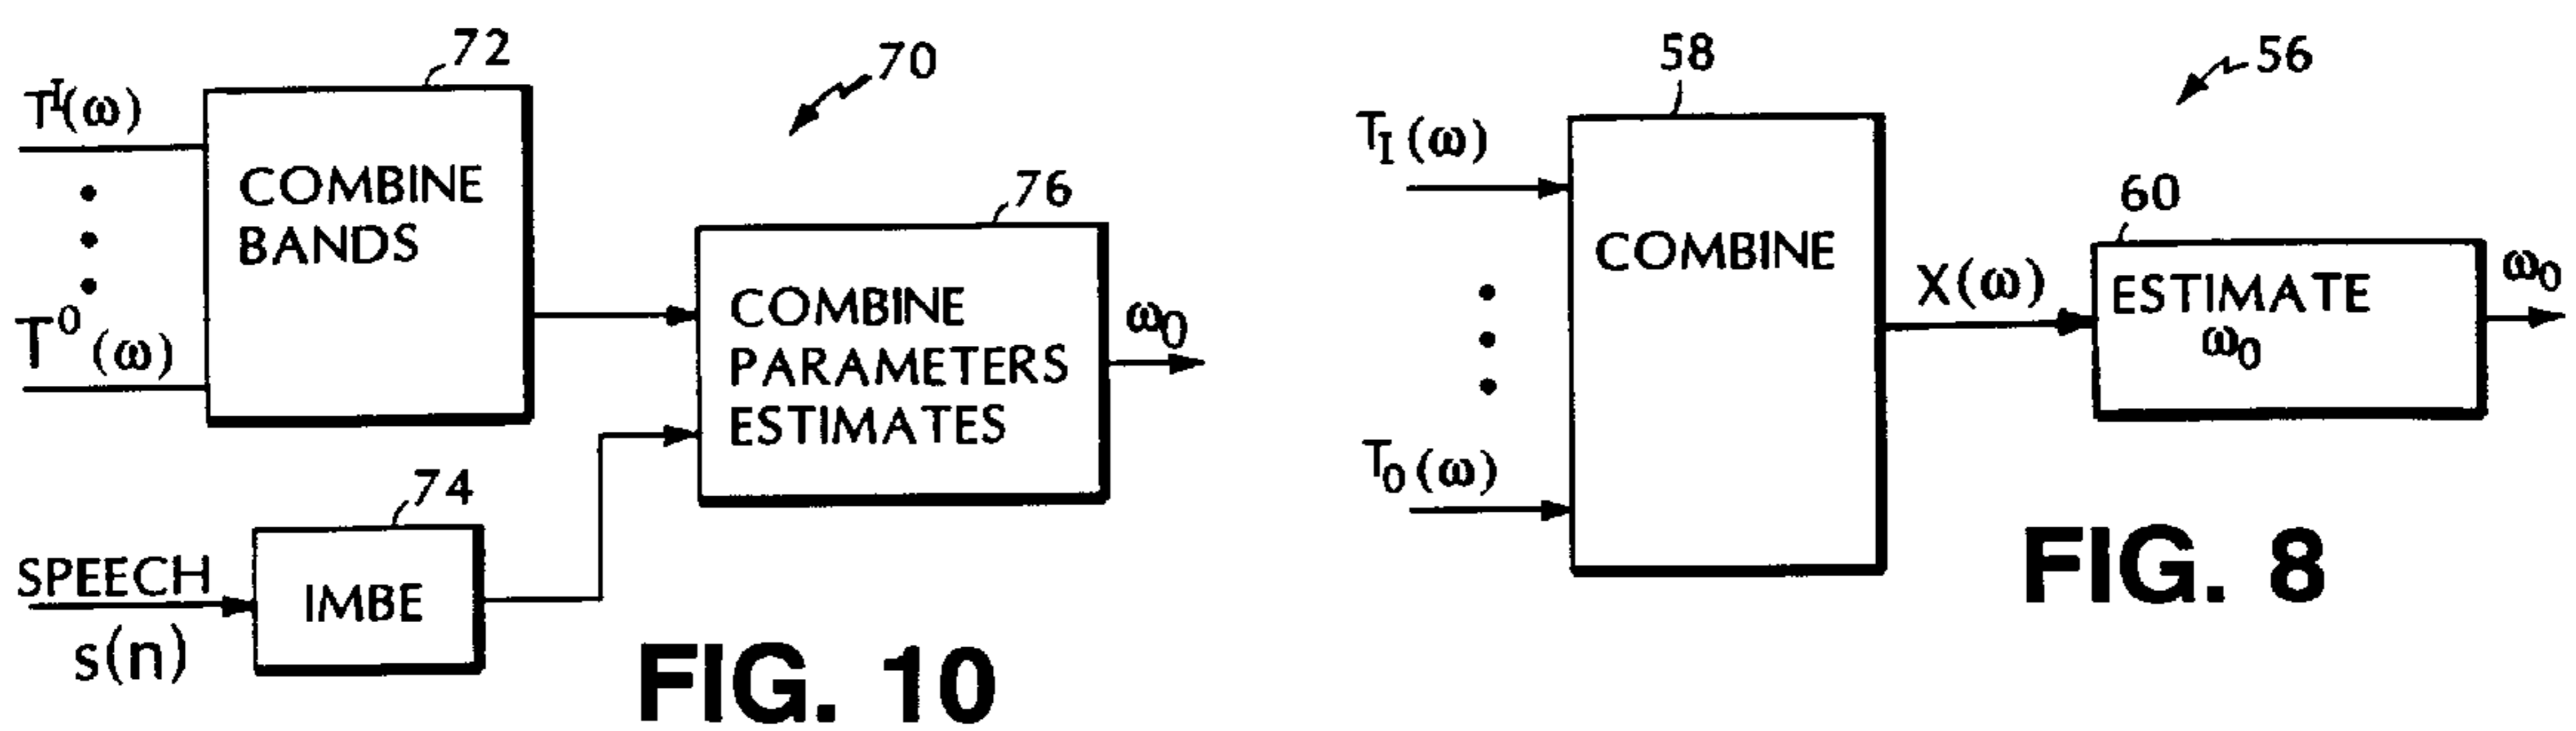 72
70
T^I(ω)
COMBINE
BANDS
T^0 (ω)
76
COMBINE
PARAMETERS
ESTIMATES
ω0
74
SPEECH
s(n)
IMBE
FIG. 10
58
56
T_I (ω)
COMBINE
T_0 (ω)
X(ω)
60
ESTIMATE
ω0
ω0
FIG. 8